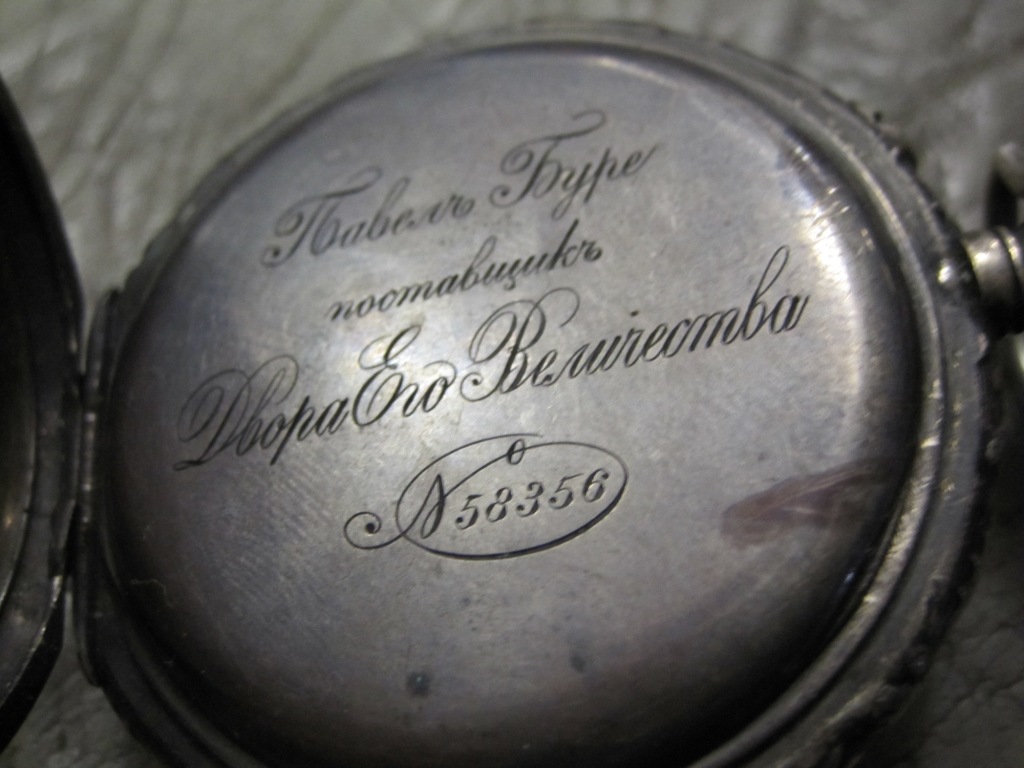 Павелъ Буре
поставщикъ
Двора Его Величества
№ 58356